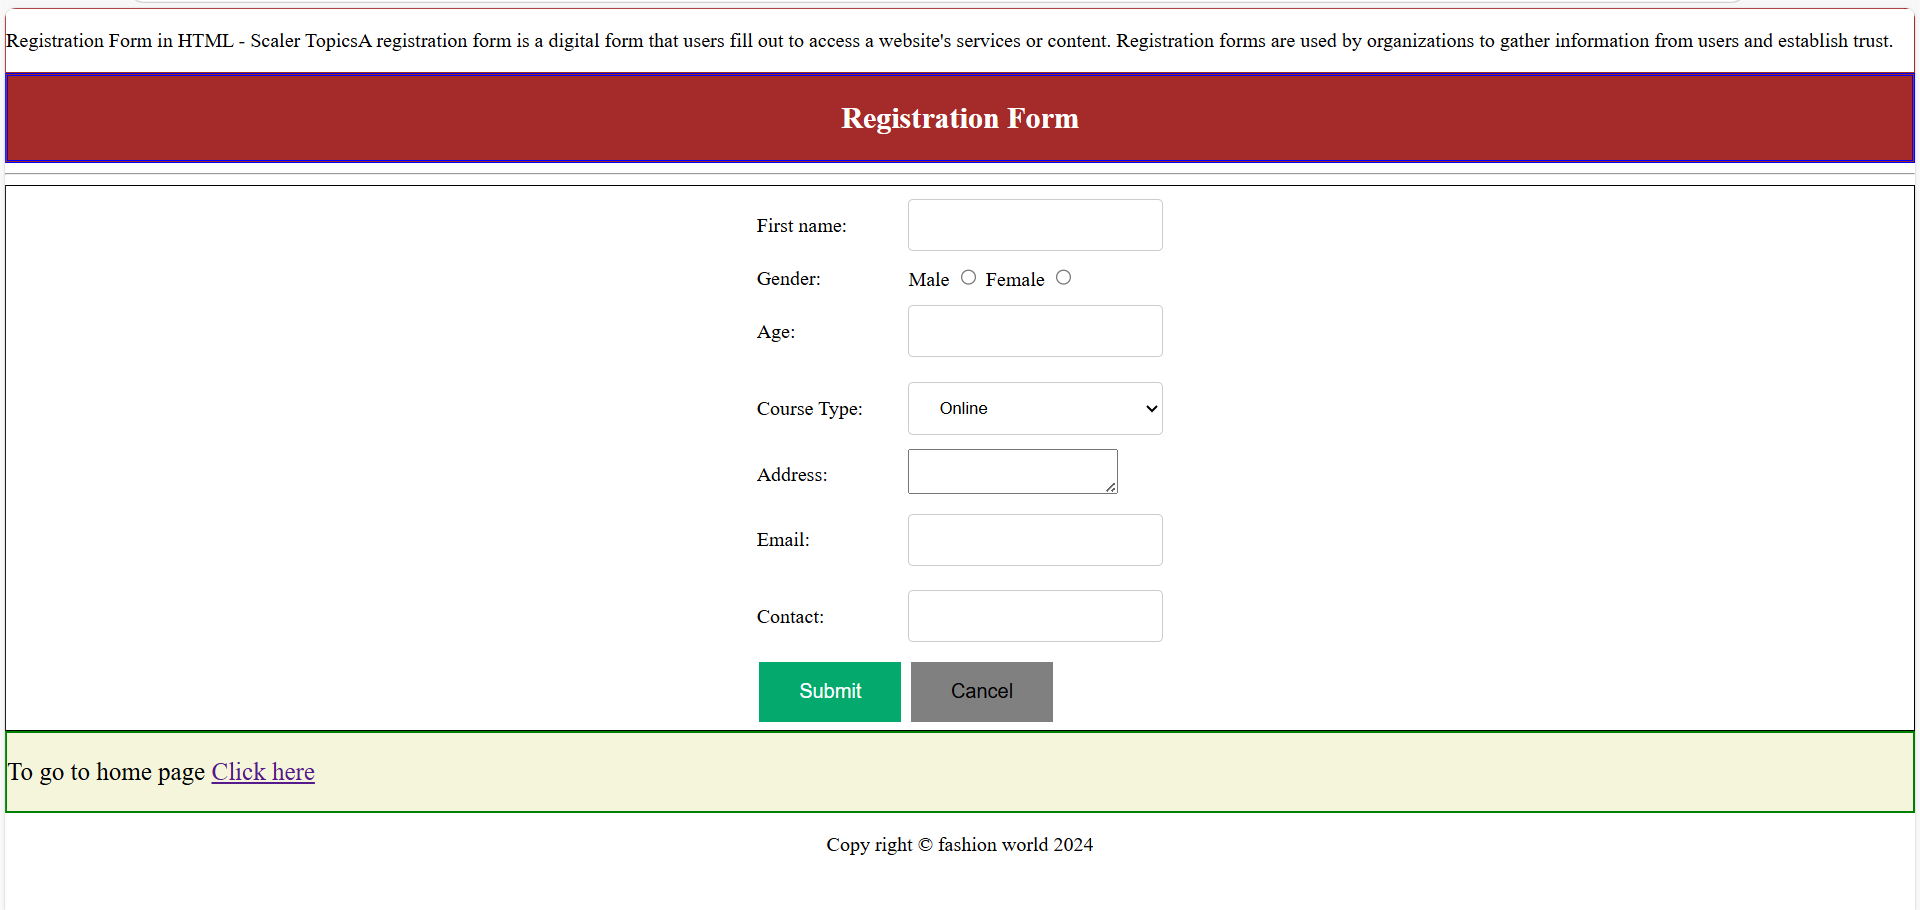 Registration Form in HTML - Scaler TopicsA registration form is a digital form that users fill out to access a website's services or content. Registration forms are used by organizations to gather information from users and establish trust.
Registration Form
First name:
Gender: Male Female
Age:
Course Type: Online
Address:
Email:
Contact:
Submit Cancel
To go to home page Click here
Copy right © fashion world 2024